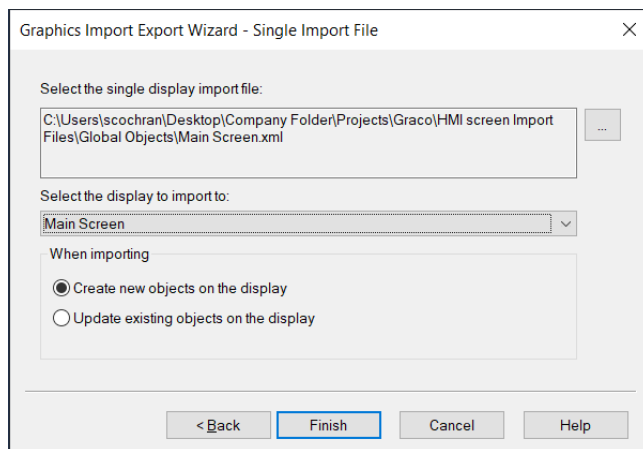 Graphics Import Export Wizard - Single Import File
Select the single display import file:
C:\Users\scochran\Desktop\Company Folder\Projects\Graco\HMI screen Import
Files\Global Objects\Main Screen.xml
...
Select the display to import to:
Main Screen
When importing
Create new objects on the display
Update existing objects on the display
< Back Finish Cancel Help